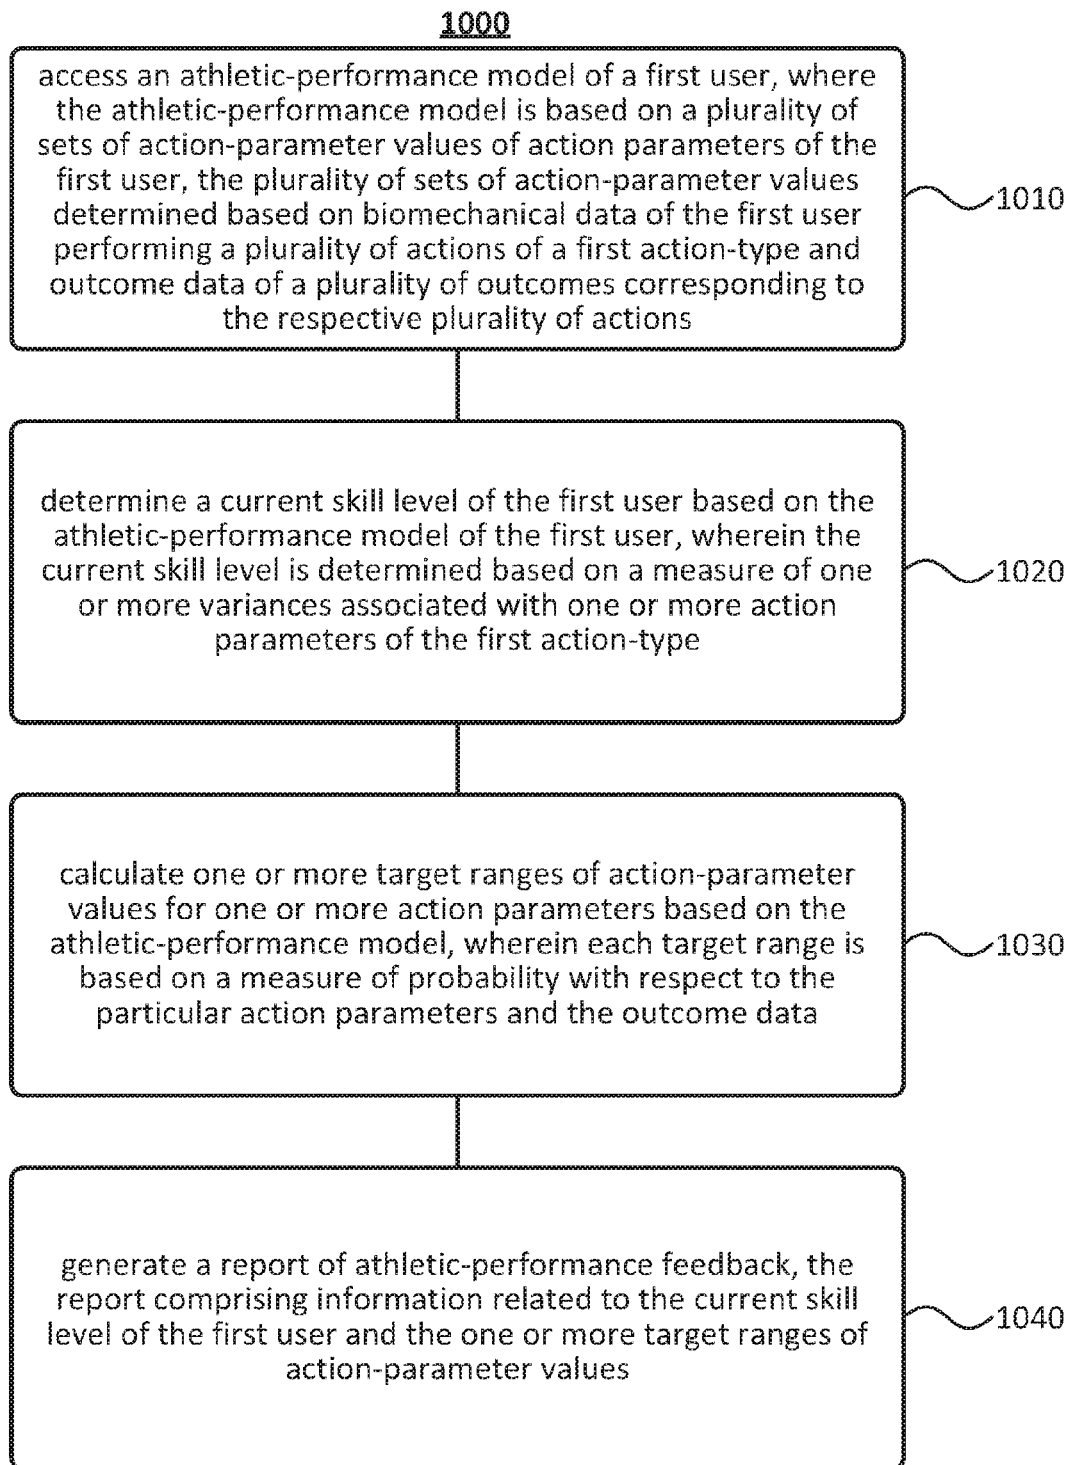 1000
access an athletic-performance model of a first user, where
the athletic-performance model is based on a plurality of
sets of action-parameter values of action parameters of the
first user, the plurality of sets of action-parameter values
determined based on biomechanical data of the first user
performing a plurality of actions of a first action-type and
outcome data of a plurality of outcomes corresponding to
the respective plurality of actions
1010
determine a current skill level of the first user based on the
athletic-performance model of the first user, wherein the
current skill level is determined based on a measure of one
or more variances associated with one or more action
parameters of the first action-type
1020
calculate one or more target ranges of action-parameter
values for one or more action parameters based on the
athletic-performance model, wherein each target range is
based on a measure of probability with respect to the
particular action parameters and the outcome data
1030
generate a report of athletic-performance feedback, the
report comprising information related to the current skill
level of the first user and the one or more target ranges of
action-parameter values
1040